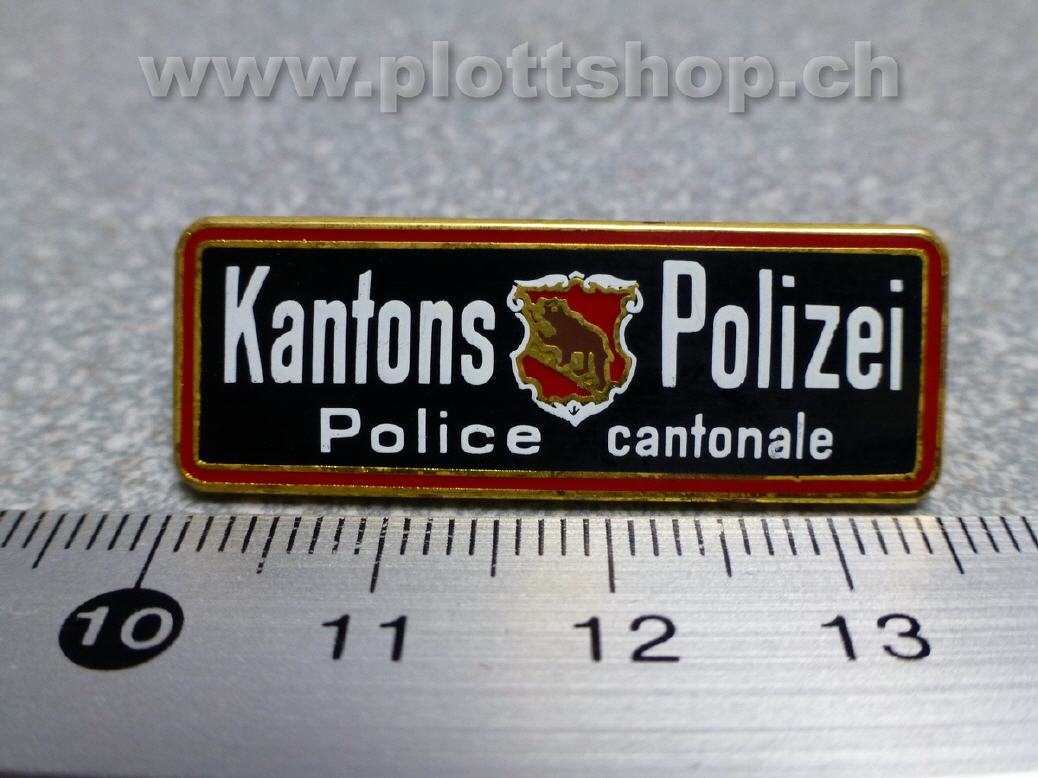 www.plottshop.ch
Kantons Polizei
Police cantonale
10 11 12 13